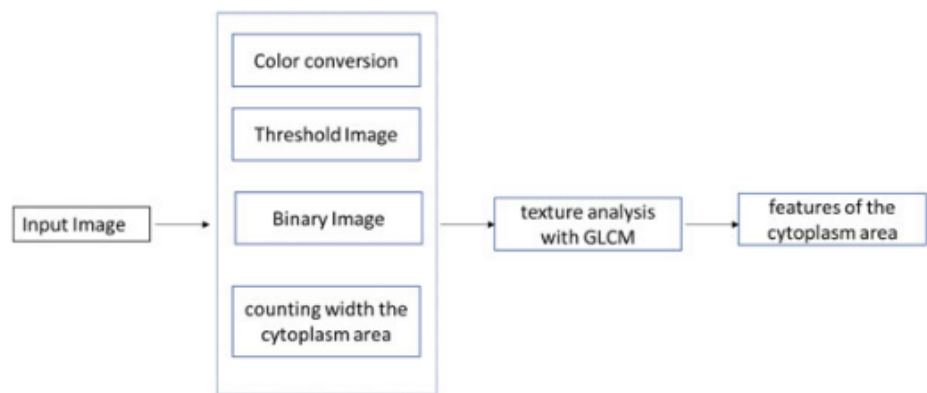 Color conversion
Threshold Image
Input Image
Binary Image
counting width the
cytoplasm area
texture analysis
with GLCM
features of the
cytoplasm area